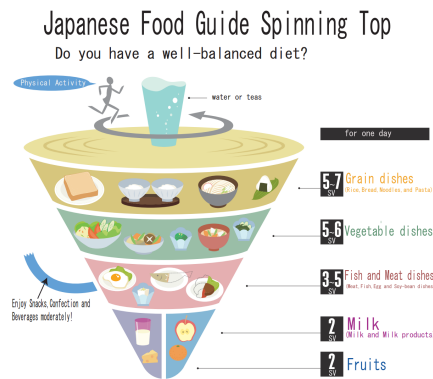 Japanese Food Guide Spinning Top
Do you have a well-balanced diet?
Physical Activity
water or teas
for one day
5~7 SV
Grain dishes
(Rice, Bread, Noodles, and Pasta)
5~6 SV
Vegetable dishes
3~5 SV
Fish and Meat dishes
(Meat, Fish, Egg and Soy-bean dishes)
2 SV
Milk
(Milk and Milk products)
2 SV
Fruits
Enjoy Snacks, Confection and
Beverages moderately!